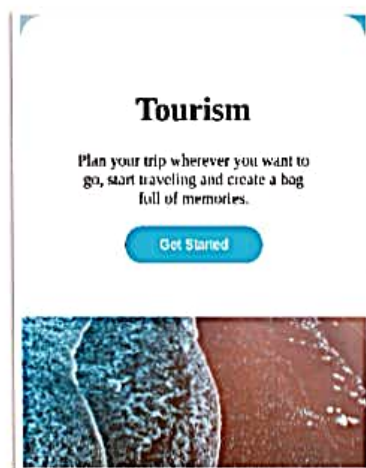 Tourism
Plan your trip wherever you want to
go, start traveling and create a bag
full of memories.
Get Started